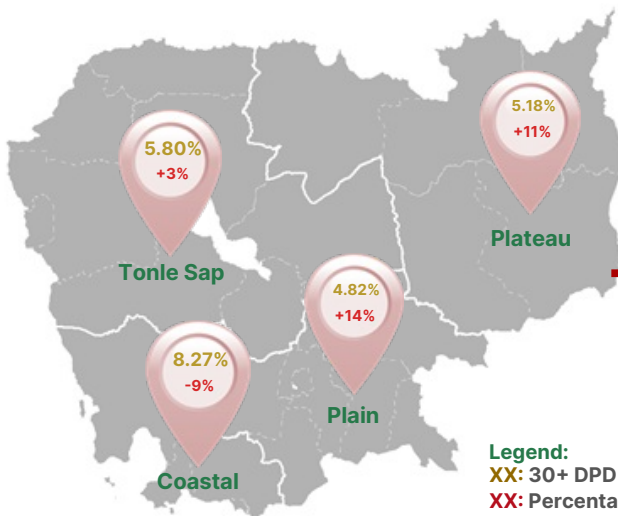 5.18%
+11%
Plateau
5.80%
+3%
Tonle Sap
4.82%
+14%
Plain
8.27%
-9%
Coastal
Legend:
XX: 30+ DPD
XX: